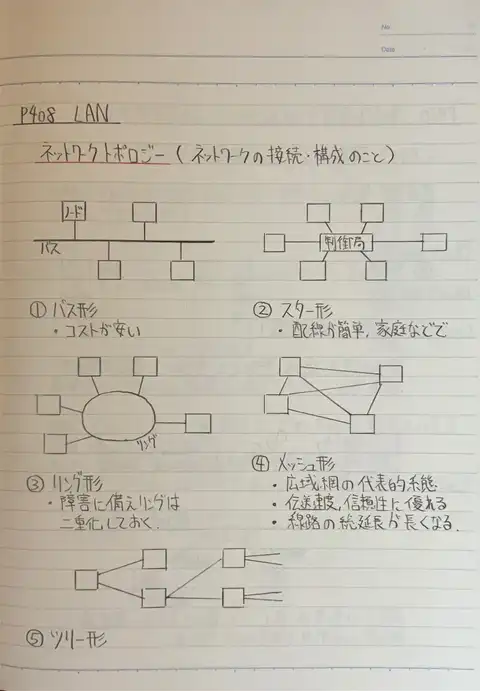 No.
Date
P408 LAN
ネットワークトポロジー (ネットワークの接続・構成のこと)
ノード
バス
制御局
① バス形
・コストが安い
② スター形
・配線が簡単, 家庭などで
リング
③ リング形
・障害に備えリングは
二重化しておく.
④ メッシュ形
・広域網の代表的形態
・伝送速度, 信頼性に優れる
・線路の総延長が長くなる.
⑤ ツリー形